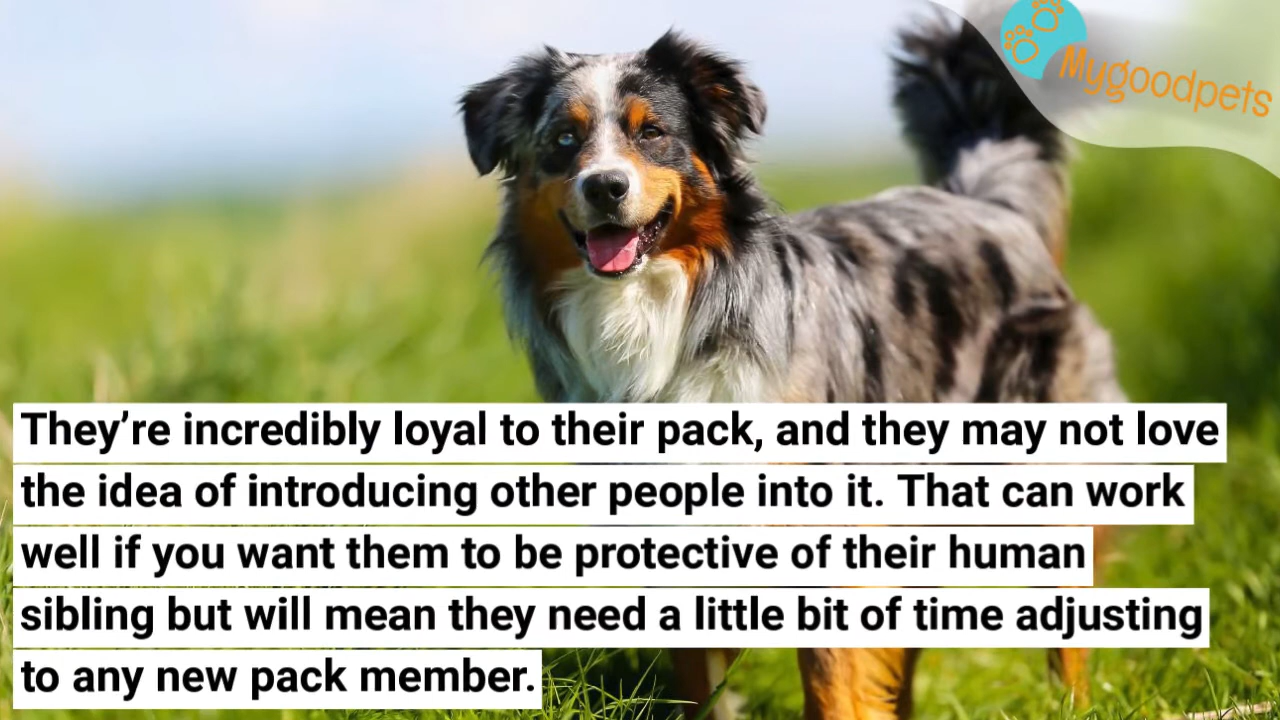 Mygoodpets
They’re incredibly loyal to their pack, and they may not love
the idea of introducing other people into it. That can work
well if you want them to be protective of their human
sibling but will mean they need a little bit of time adjusting
to any new pack member.